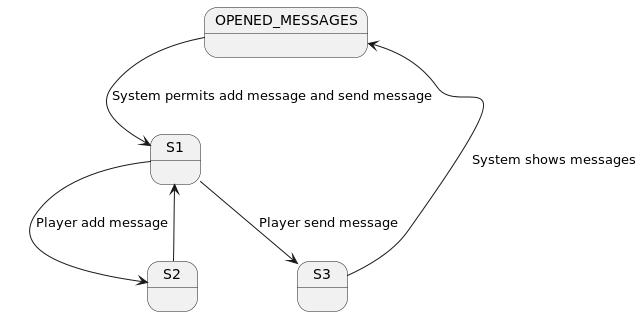 OPENED_MESSAGES
System permits add message and send message
S1
System shows messages
Player add message
Player send message
S2
S3